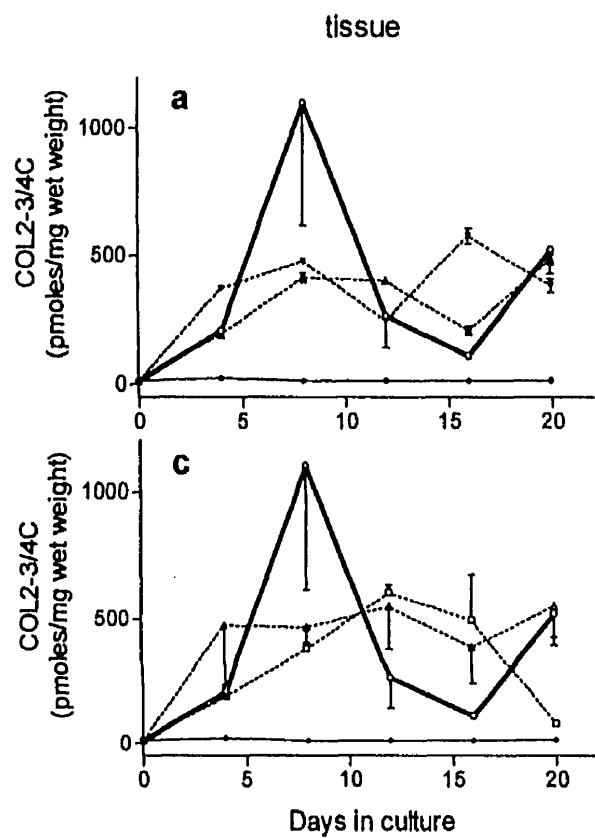 tissue
a
COL2-3/4C
(pmoles/mg wet weight)
1000
500
0
0 5 10 15 20
c
COL2-3/4C
(pmoles/mg wet weight)
1000
500
0
0 5 10 15 20
Days in culture